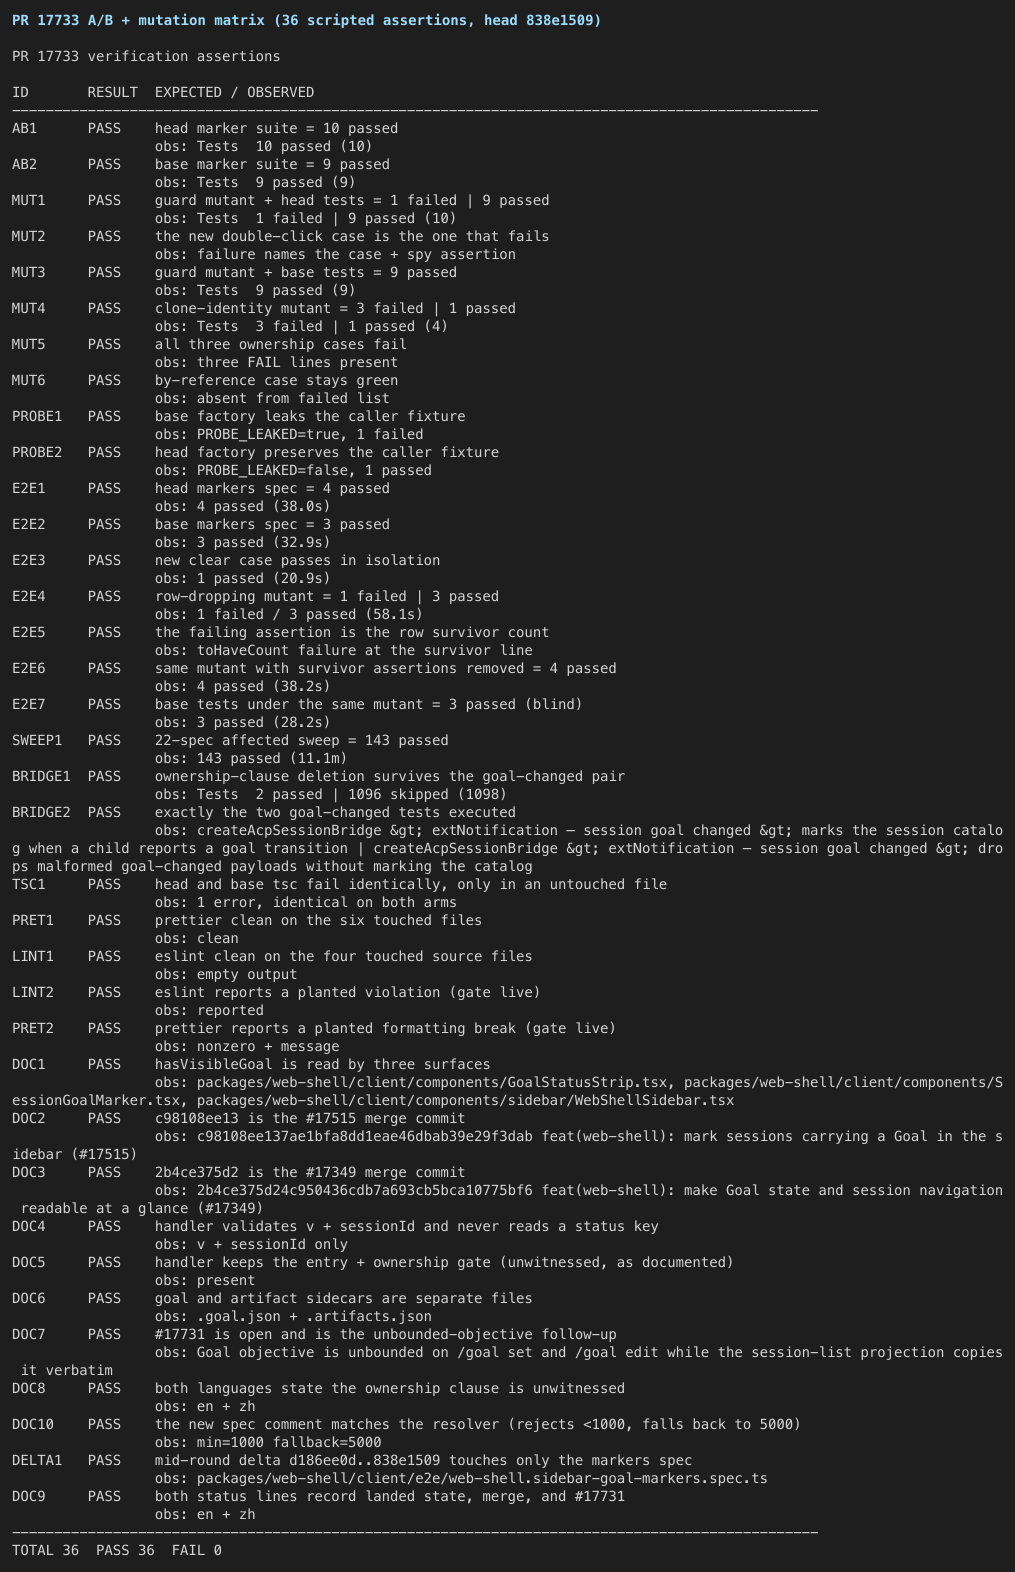 PR 17733 A/B + mutation matrix (36 scripted assertions, head 838e1509)
PR 17733 verification assertions
ID       RESULT  EXPECTED / OBSERVED
────────────────────────────────────────────────────────────────────────────────────────────────
AB1      PASS    head marker suite = 10 passed
                 obs: Tests  10 passed (10)
AB2      PASS    base marker suite = 9 passed
                 obs: Tests  9 passed (9)
MUT1     PASS    guard mutant + head tests = 1 failed | 9 passed
                 obs: Tests  1 failed | 9 passed (10)
MUT2     PASS    the new double-click case is the one that fails
                 obs: failure names the case + spy assertion
MUT3     PASS    guard mutant + base tests = 9 passed
                 obs: Tests  9 passed (9)
MUT4     PASS    clone-identity mutant = 3 failed | 1 passed
                 obs: Tests  3 failed | 1 passed (4)
MUT5     PASS    all three ownership cases fail
                 obs: three FAIL lines present
MUT6     PASS    by-reference case stays green
                 obs: absent from failed list
PROBE1   PASS    base factory leaks the caller fixture
                 obs: PROBE_LEAKED=true, 1 failed
PROBE2   PASS    head factory preserves the caller fixture
                 obs: PROBE_LEAKED=false, 1 passed
E2E1     PASS    head markers spec = 4 passed
                 obs: 4 passed (38.0s)
E2E2     PASS    base markers spec = 3 passed
                 obs: 3 passed (32.9s)
E2E3     PASS    new clear case passes in isolation
                 obs: 1 passed (20.9s)
E2E4     PASS    row-dropping mutant = 1 failed | 3 passed
                 obs: 1 failed / 3 passed (58.1s)
E2E5     PASS    the failing assertion is the row survivor count
                 obs: toHaveCount failure at the survivor line
E2E6     PASS    same mutant with survivor assertions removed = 4 passed
                 obs: 4 passed (38.2s)
E2E7     PASS    base tests under the same mutant = 3 passed (blind)
                 obs: 3 passed (28.2s)
SWEEP1   PASS    22-spec affected sweep = 143 passed
                 obs: 143 passed (11.1m)
BRIDGE1  PASS    ownership-clause deletion survives the goal-changed pair
                 obs: Tests  2 passed | 1096 skipped (1098)
BRIDGE2  PASS    exactly the two goal-changed tests executed
                 obs: createAcpSessionBridge &gt; extNotification — session goal changed &gt; marks the session catalo
g when a child reports a goal transition | createAcpSessionBridge &gt; extNotification — session goal changed &gt; dro
ps malformed goal-changed payloads without marking the catalog
TSC1     PASS    head and base tsc fail identically, only in an untouched file
                 obs: 1 error, identical on both arms
PRET1    PASS    prettier clean on the six touched files
                 obs: clean
LINT1    PASS    eslint clean on the four touched source files
                 obs: empty output
LINT2    PASS    eslint reports a planted violation (gate live)
                 obs: reported
PRET2    PASS    prettier reports a planted formatting break (gate live)
                 obs: nonzero + message
DOC1     PASS    hasVisibleGoal is read by three surfaces
                 obs: packages/web-shell/client/components/GoalStatusStrip.tsx, packages/web-shell/client/components/S
essionGoalMarker.tsx, packages/web-shell/client/components/sidebar/WebShellSidebar.tsx
DOC2     PASS    c98108ee13 is the #17515 merge commit
                 obs: c98108ee137ae1bfa8dd1eae46dbab39e29f3dab feat(web-shell): mark sessions carrying a Goal in the s
idebar (#17515)
DOC3     PASS    2b4ce375d2 is the #17349 merge commit
                 obs: 2b4ce375d24c950436cdb7a693cb5bca10775bf6 feat(web-shell): make Goal state and session navigation
 readable at a glance (#17349)
DOC4     PASS    handler validates v + sessionId and never reads a status key
                 obs: v + sessionId only
DOC5     PASS    handler keeps the entry + ownership gate (unwitnessed, as documented)
                 obs: present
DOC6     PASS    goal and artifact sidecars are separate files
                 obs: .goal.json + .artifacts.json
DOC7     PASS    #17731 is open and is the unbounded-objective follow-up
                 obs: Goal objective is unbounded on /goal set and /goal edit while the session-list projection copies
 it verbatim
DOC8     PASS    both languages state the ownership clause is unwitnessed
                 obs: en + zh
DOC10    PASS    the new spec comment matches the resolver (rejects <1000, falls back to 5000)
                 obs: min=1000 fallback=5000
DELTA1   PASS    mid-round delta d186ee0d..838e1509 touches only the markers spec
                 obs: packages/web-shell/client/e2e/web-shell.sidebar-goal-markers.spec.ts
DOC9     PASS    both status lines record landed state, merge, and #17731
                 obs: en + zh
────────────────────────────────────────────────────────────────────────────────────────────────
TOTAL 36  PASS 36  FAIL 0